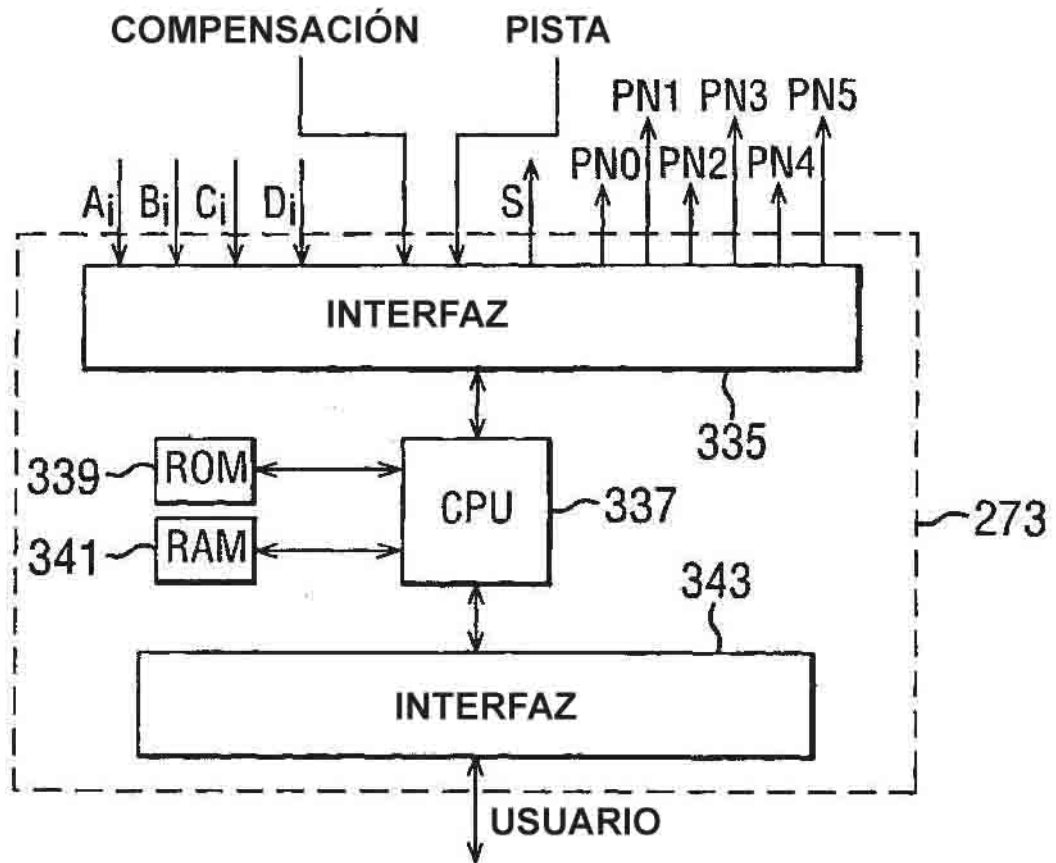 COMPENSACIÓN PISTA
PN1 PN3 PN5
PN0 PN2 PN4
Ai Bi Ci Di S
INTERFAZ
335
339 ROM
CPU 337
273
341 RAM
343
INTERFAZ
USUARIO